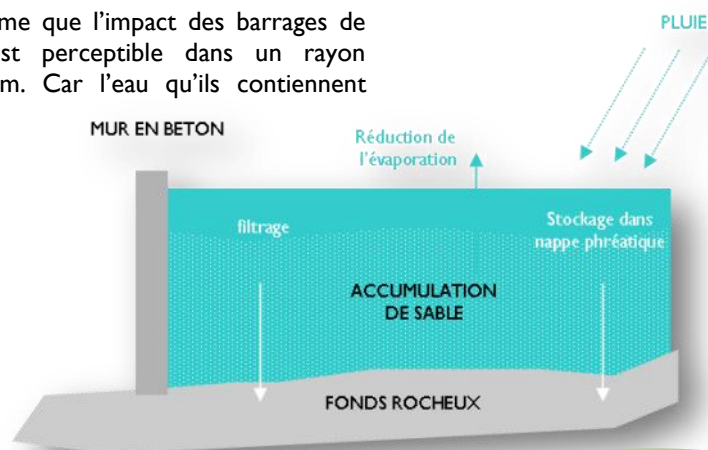 me que l'impact des barrages de
st perceptible dans un rayon
m. Car l'eau qu'ils contiennent
PLUIE
MUR EN BETON
Réduction de
l'évaporation
filtrage
Stockage dans
nappe phréatique
ACCUMULATION
DE SABLE
FONDS ROCHEUX